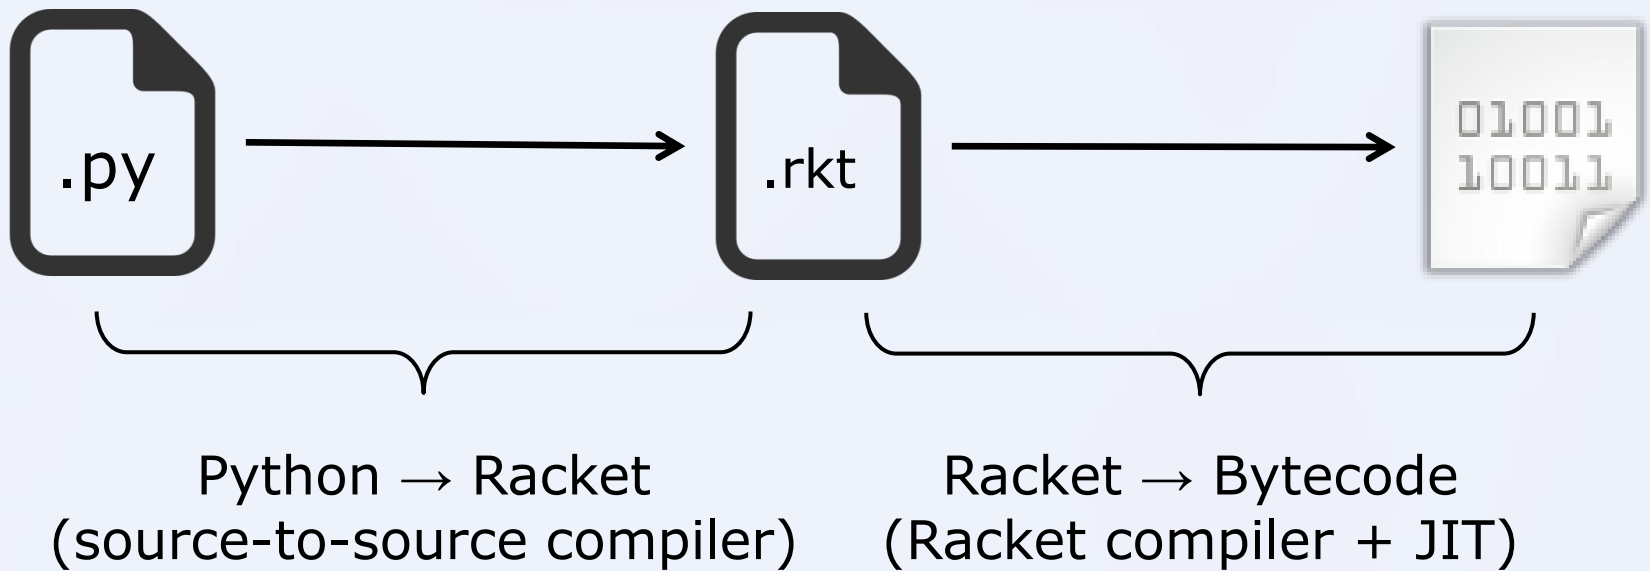 .py
.rkt
01001
10011
Python → Racket
(source-to-source compiler)
Racket → Bytecode
(Racket compiler + JIT)